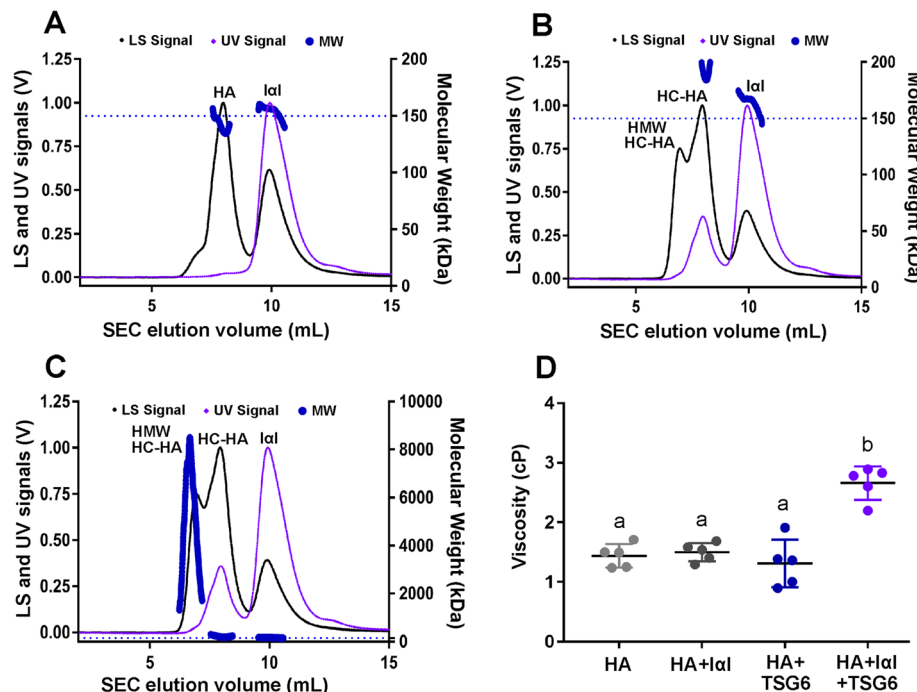 A
LS Signal UV Signal MW
HA IαI
LS and UV signals (V)
1.25
1.00
0.75
0.50
0.25
0.00
200
150
100
50
0
Molecular Weight (kDa)
5 10 15
SEC elution volume (mL)
B
LS Signal UV Signal MW
HC-HA IαI
HMW
HC-HA
LS and UV signals (V)
1.25
1.00
0.75
0.50
0.25
0.00
200
150
100
50
0
Molecular Weight (kDa)
5 10 15
SEC elution volume (mL)
C
LS Signal UV Signal MW
HMW
HC-HA HC-HA IαI
LS and UV signals (V)
1.25
1.00
0.75
0.50
0.25
0.00
10000
8000
6000
4000
2000
0
Molecular Weight (kDa)
5 10 15
SEC elution volume (mL)
D
Viscosity (cP)
4
3
2
1
0
a a a b
HA HA+IαI HA+ HA+IαI
TSG6 +TSG6